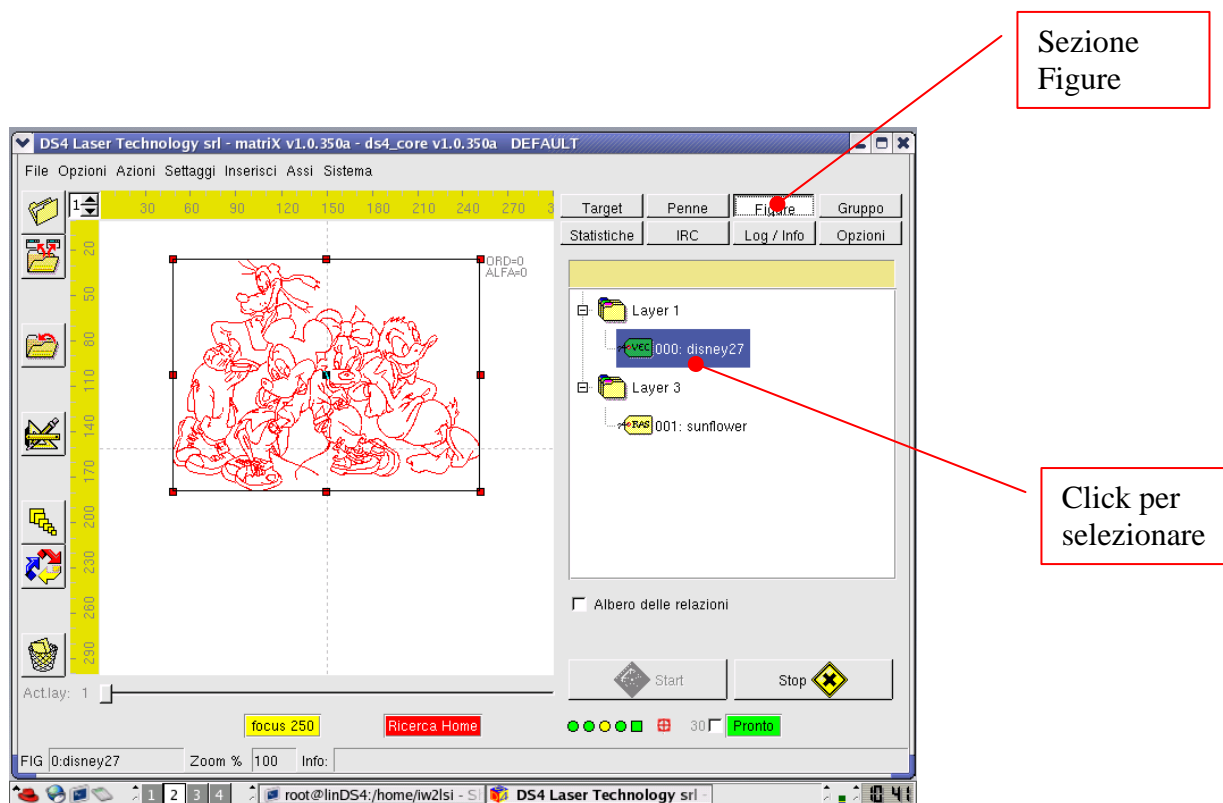 Sezione
Figure
DS4 Laser Technology srl - matriX v1.0.350a - ds4_core v1.0.350a DEFAULT
File Opzioni Azioni Settaggi Inserisci Assi Sistema
1
30 60 90 120 150 180 210 240 270 3
20
50
80
110
140
170
200
230
260
290
ORD=0
ALFA=0
Target Penne Figure Gruppo
Statistiche IRC Log / Info Opzioni
Layer 1
VEC 000: disney27
Layer 3
RAS 001: sunflower
Click per
selezionare
Albero delle relazioni
Start Stop
Act.lay: 1
focus 250 Ricerca Home 30 Pronto
FIG 0:disney27 Zoom % 100 Info:
1 2 3 4 root@linDS4:/home/iw2lsi - S DS4 Laser Technology srl - 10 41